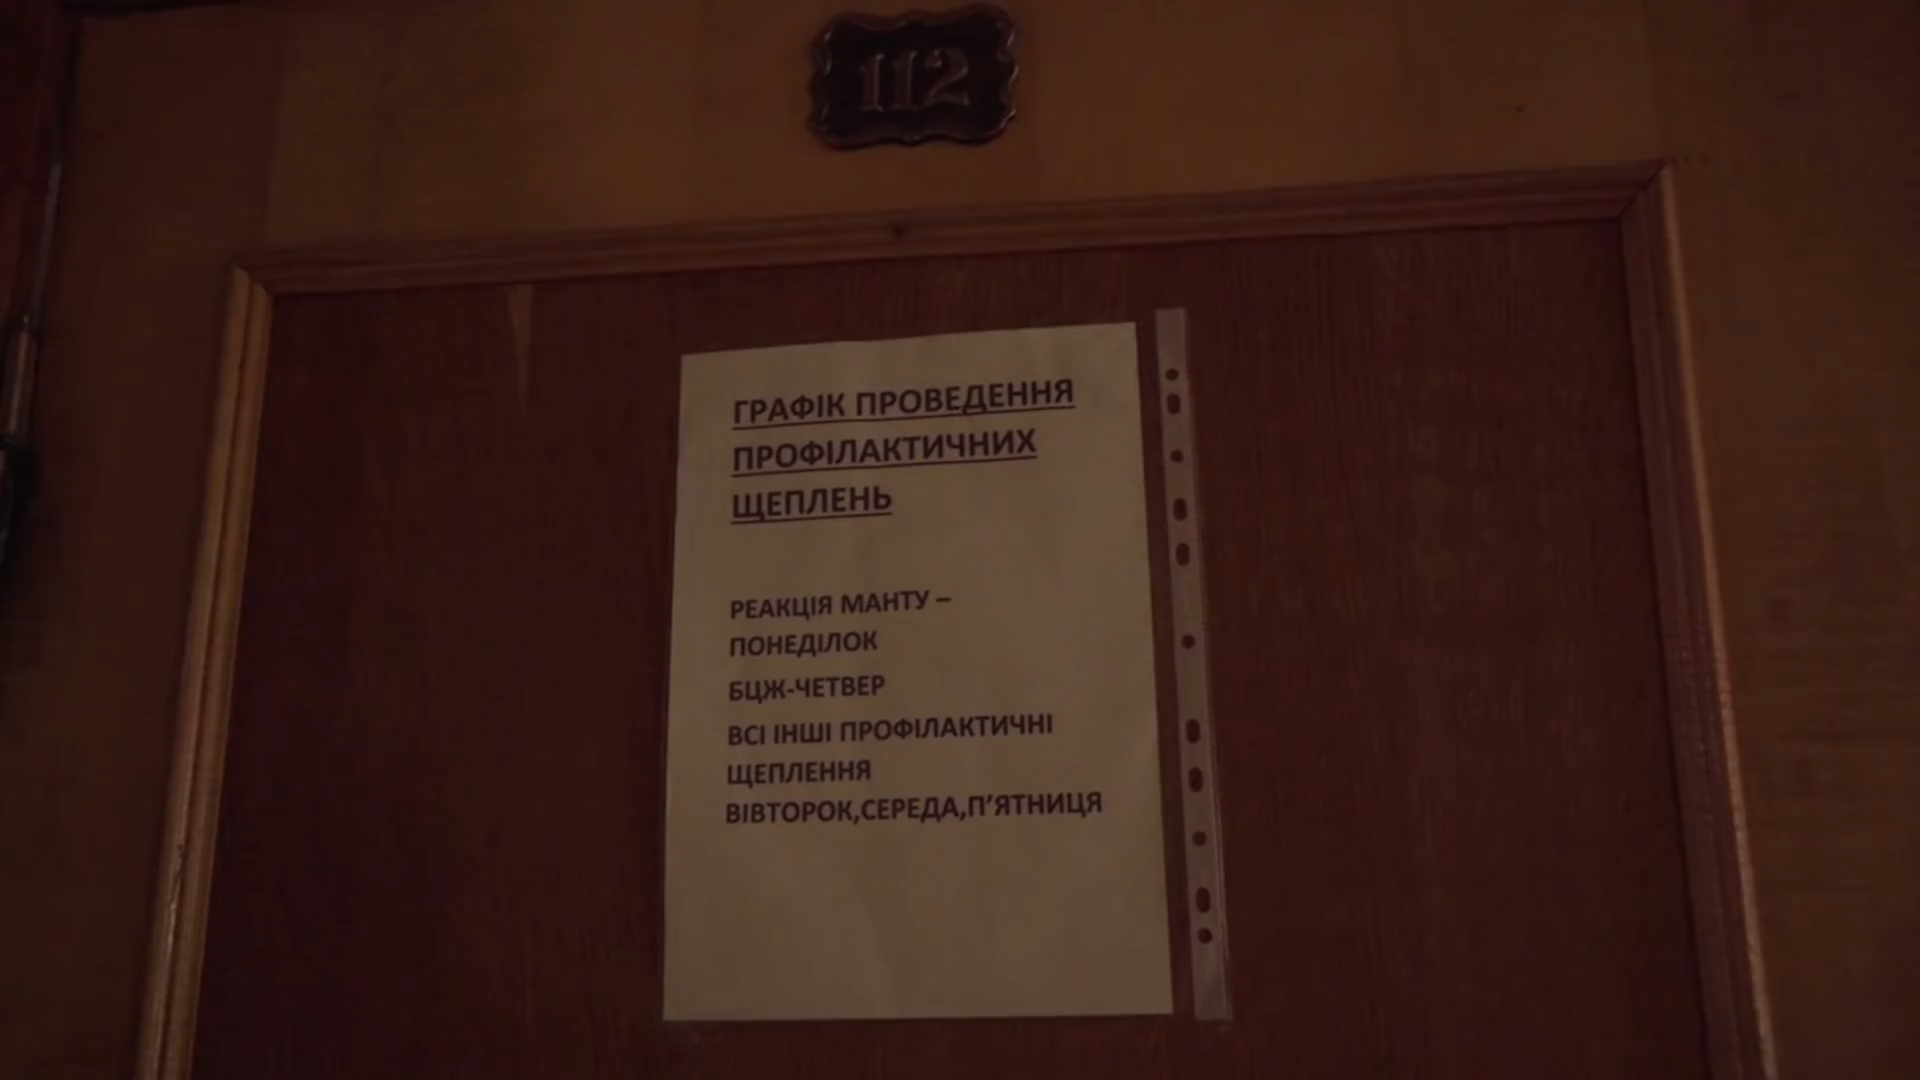 112
ГРАФІК ПРОВЕДЕННЯ
ПРОФІЛАКТИЧНИХ
ЩЕПЛЕНЬ
РЕАКЦІЯ МАНТУ –
ПОНЕДІЛОК
БЦЖ-ЧЕТВЕР
ВСІ ІНШІ ПРОФІЛАКТИЧНІ
ЩЕПЛЕННЯ
ВІВТОРОК,СЕРЕДА,П’ЯТНИЦЯ